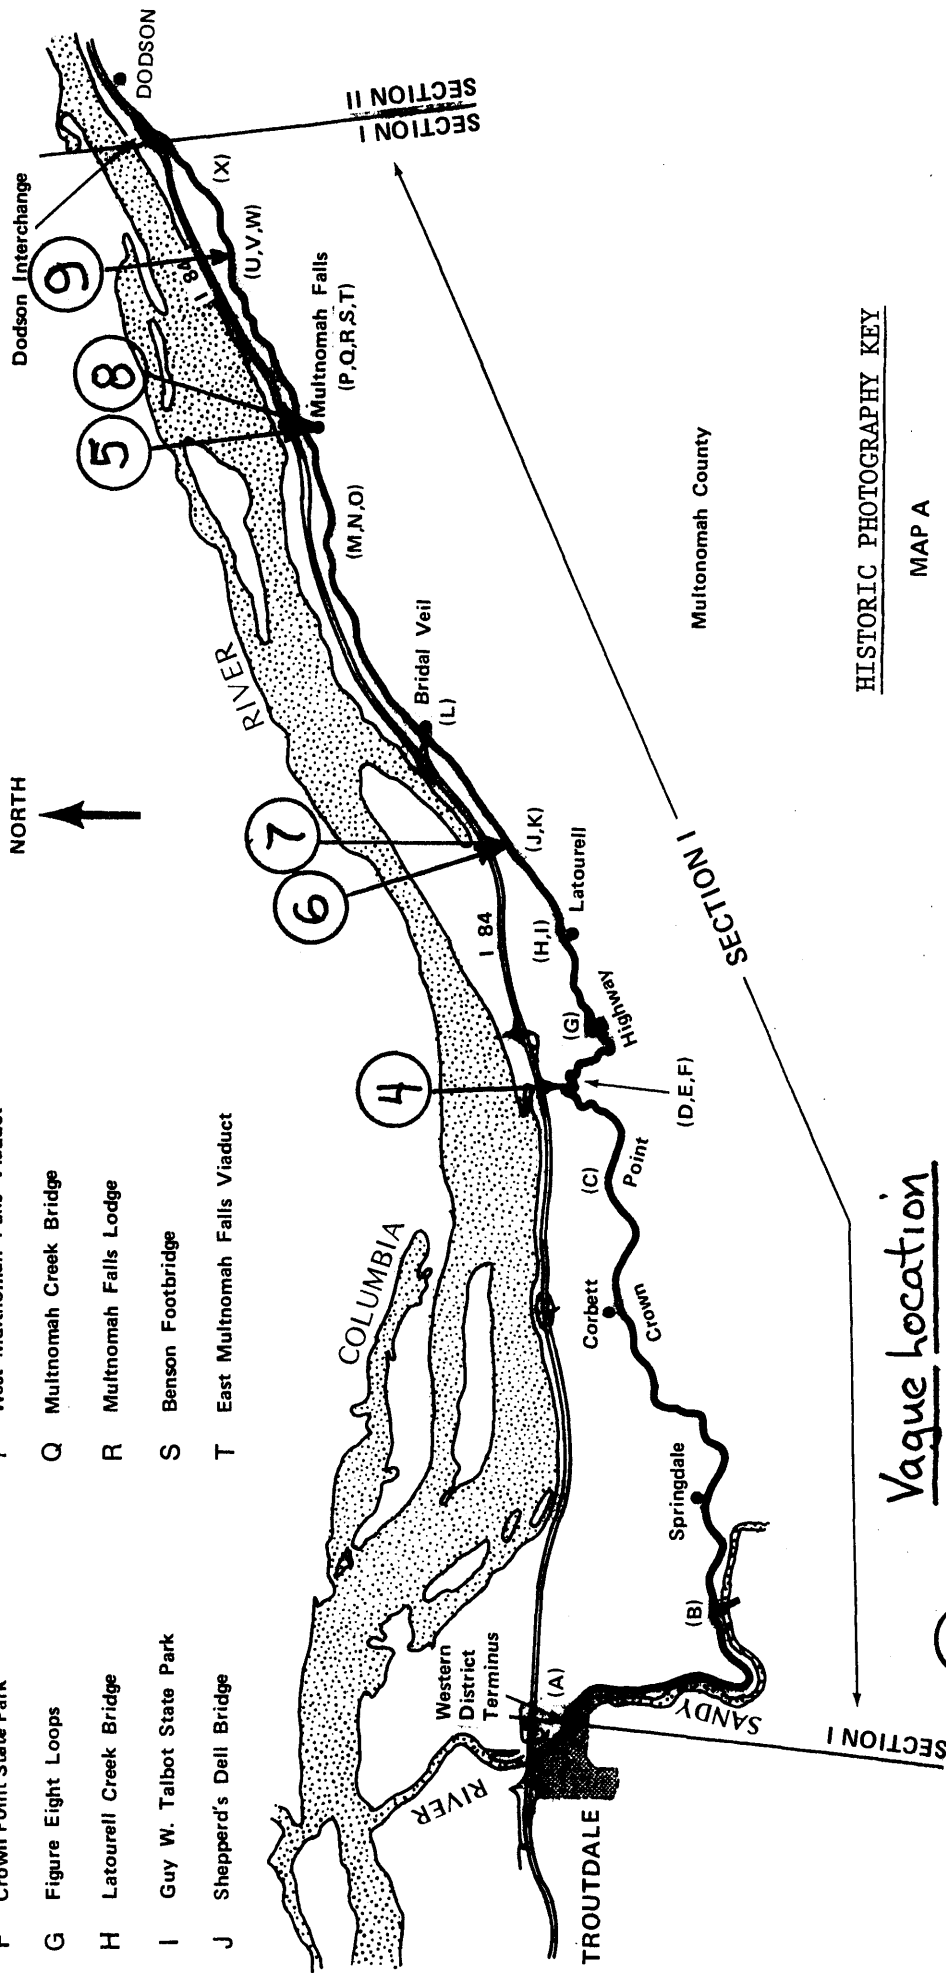 F Crown Point State Park
G Figure Eight Loops
H Latourell Creek Bridge
I Guy W. Talbot State Park
J Shepperd's Dell Bridge
Q Multnomah Creek Bridge
R Multnomah Falls Lodge
S Benson Footbridge
T East Multnomah Falls Viaduct
NORTH
Dodson Interchange
DODSON
9
8
5
7
6
4
RIVER
COLUMBIA
I 84
(X)
(U,V,W)
Multnomah Falls
(P,Q,R,S,T)
(M,N,O)
Bridal Veil
(L)
(J,K)
I 84
Latourell
(H,I)
(G)
Highway
(D,E,F)
Point
(C)
Corbett
Crown
Springdale
(B)
Western
District
Terminus
(A)
SANDY
RIVER
TROUTDALE
SECTION I
SECTION II
SECTION I
SECTION I
Multonomah County
HISTORIC PHOTOGRAPHY KEY
MAP A
Vague Location